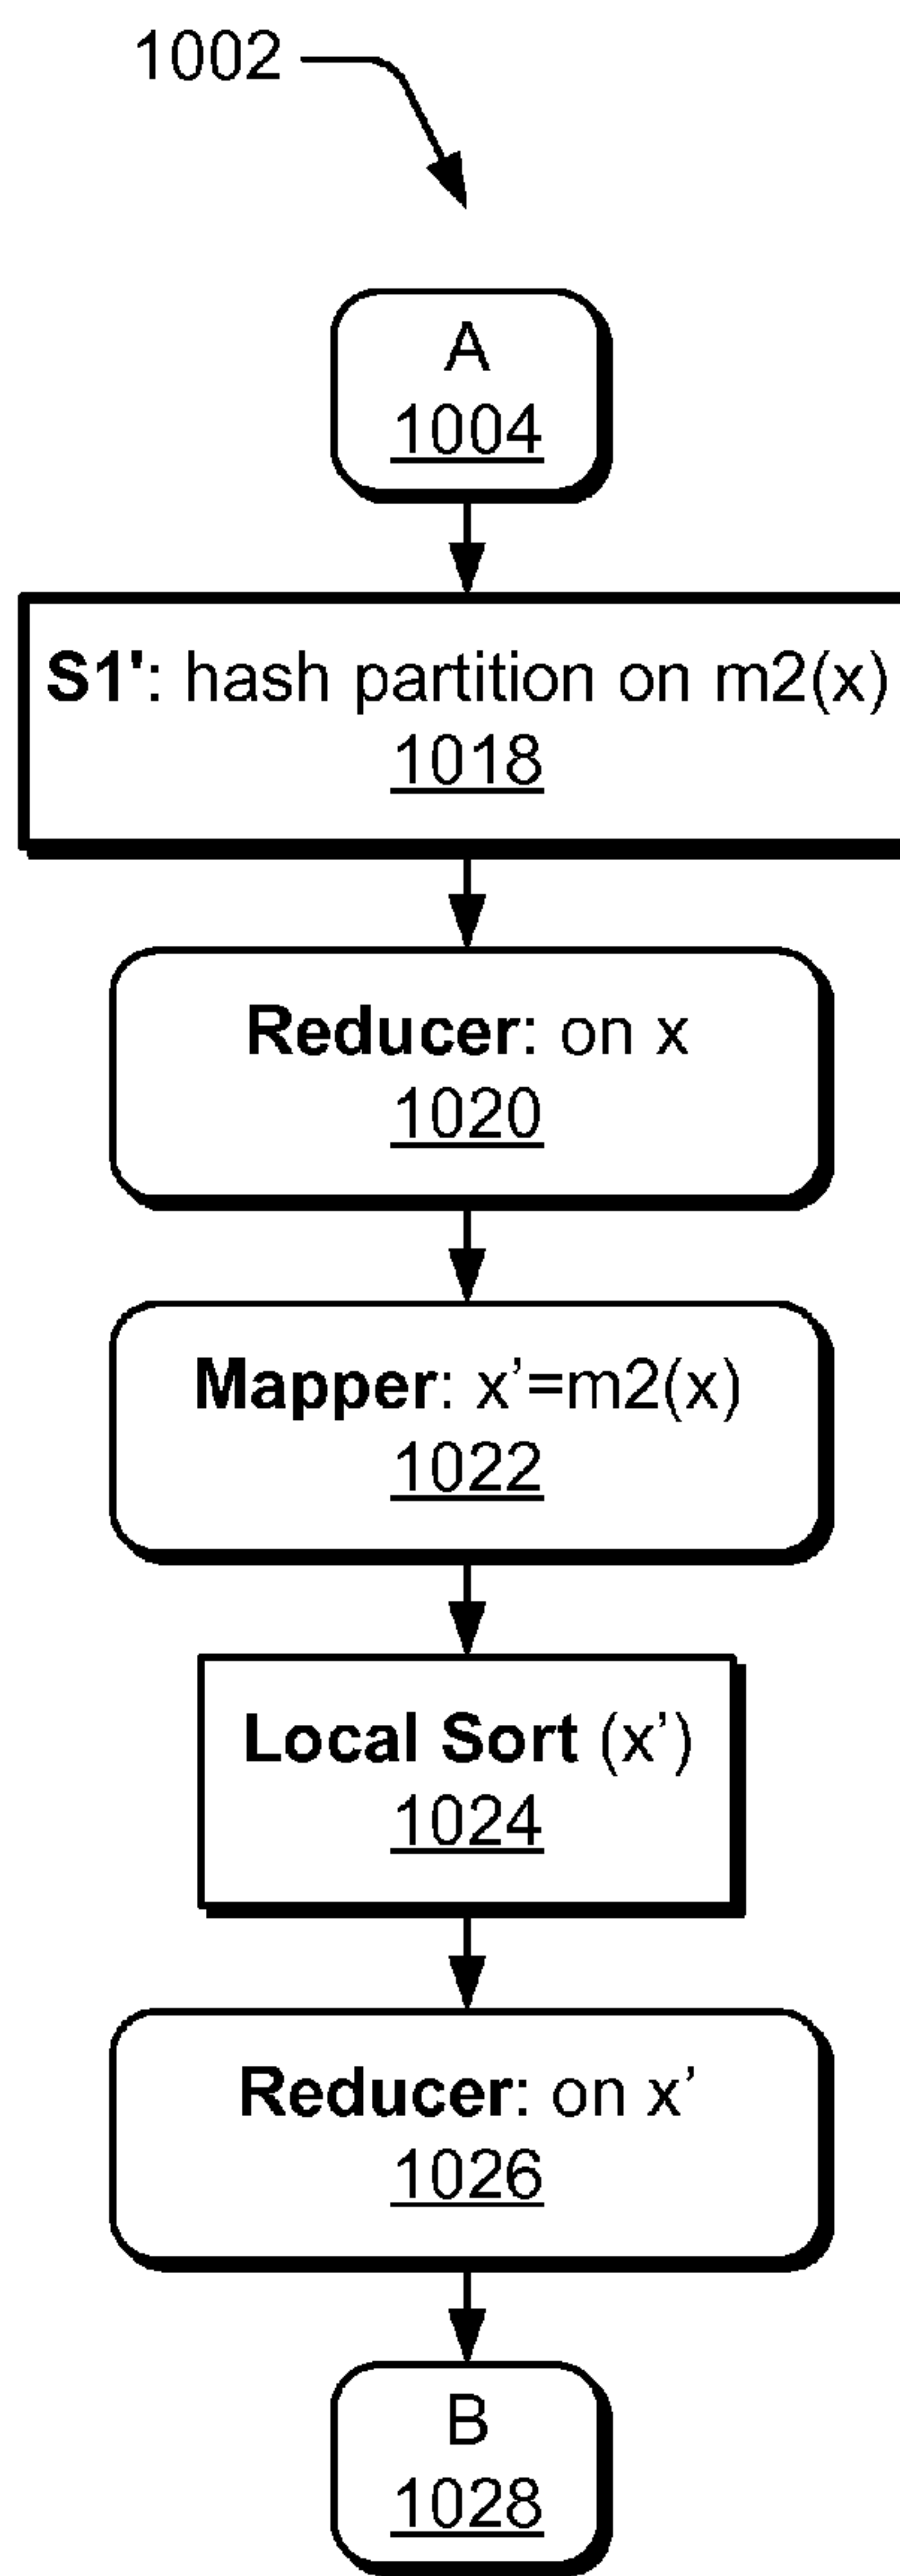 1002
A
1004
S1': hash partition on m2(x)
1018
Reducer: on x
1020
Mapper: x’=m2(x)
1022
Local Sort (x’)
1024
Reducer: on x’
1026
B
1028